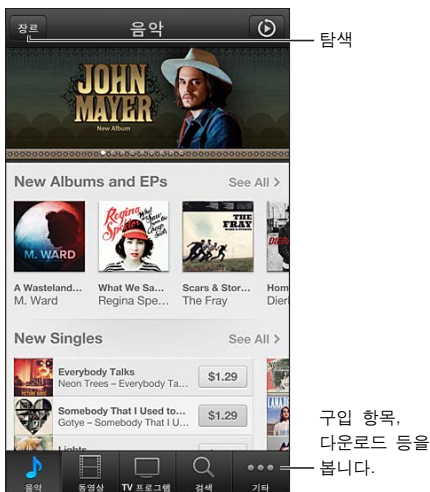 장르
음악
탐색
JOHN
MAYER
New Album
New Albums and EPs
See All >
M. WARD
Regina
THE
FRAY
A Wasteland...
What We Sa...
Scars & Stor...
Hom
M. Ward
Regina Spe...
The Fray
Dierl
New Singles
See All >
Everybody Talks
Neon Trees – Everybody Ta...
$1.29
Somebody That I Used to...
Gotye – Somebody That I U...
$1.29
Lights
구입 항목,
다운로드 등을
봅니다.
음악
동영상
TV 프로그램
검색
기타